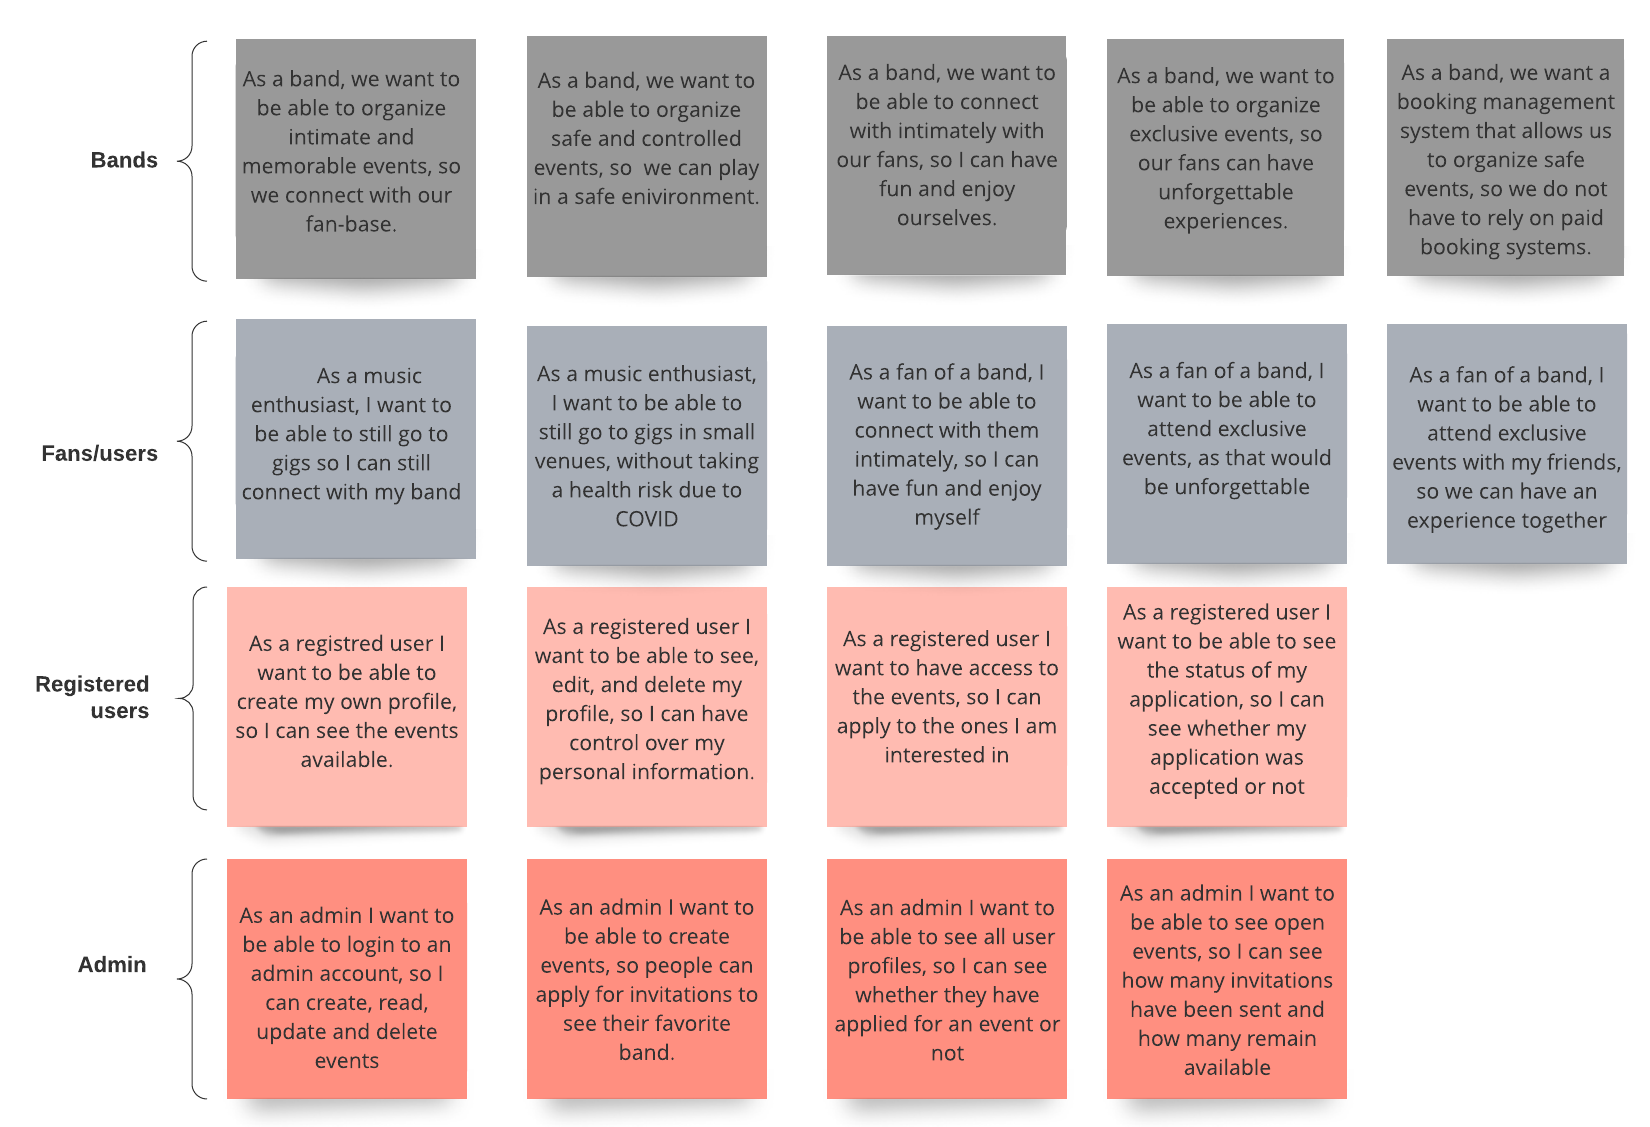 Bands
As a band, we want to
be able to organize
intimate and
memorable events, so
we connect with our
fan-base.
As a band, we want to
be able to organize
safe and controlled
events, so  we can play
in a safe enivironment.
As a band, we want to
be able to connect
with intimately with
our fans, so I can have
fun and enjoy
ourselves.
As a band, we want to
be able to organize
exclusive events, so
our fans can have
unforgettable
experiences.
As a band, we want a
booking management
system that allows us
to organize safe
events, so we do not
have to rely on paid
booking systems.
Fans/users
As a music
enthusiast, I want to
be able to still go to
gigs so I can still
connect with my band
As a music enthusiast,
I want to be able to
still go to gigs in small
venues, without taking
a health risk due to
COVID
As a fan of a band, I
want to be able to
connect with them
intimately, so I can
have fun and enjoy
myself
As a fan of a band, I
want to be able to
attend exclusive
events, as that would
be unforgettable
As a fan of a band, I
want to be able to
attend exclusive
events with my friends,
so we can have an
experience together
Registered
users
As a registred user I
want to be able to
create my own profile,
so I can see the events
available.
As a registered user I
want to be able to see,
edit, and delete my
profile, so I can have
control over my
personal information.
As a registered user I
want to have access to
the events, so I can
apply to the ones I am
interested in
As a registered user I
want to be able to see
the status of my
application, so I can
see whether my
application was
accepted or not
Admin
As an admin I want to
be able to login to an
admin account, so I
can create, read,
update and delete
events
As an admin I want to
be able to create
events, so people can
apply for invitations to
see their favorite
band.
As an admin I want to
be able to see all user
profiles, so I can see
whether they have
applied for an event or
not
As an admin I want to
be able to see open
events, so I can see
how many invitations
have been sent and
how many remain
available